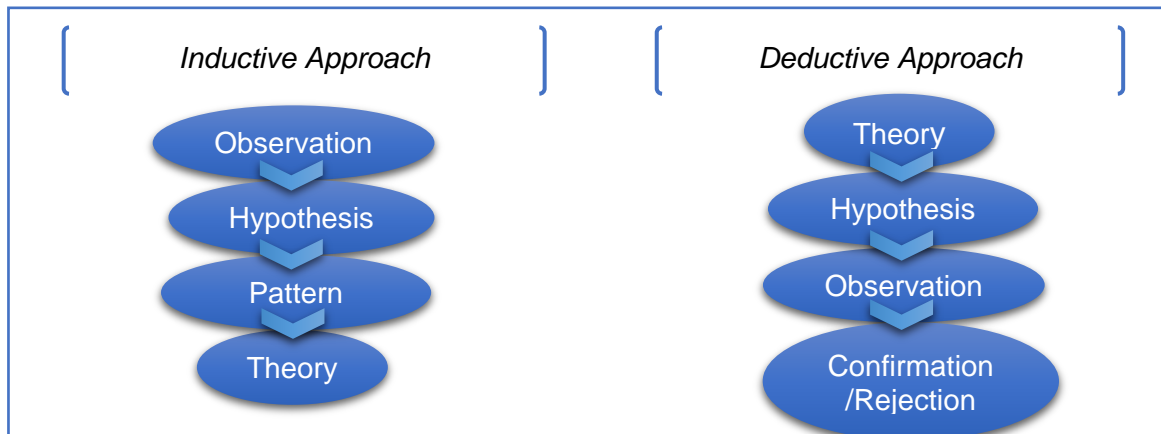 Inductive Approach
Observation
Hypothesis
Pattern
Theory
Deductive Approach
Theory
Hypothesis
Observation
Confirmation
/Rejection